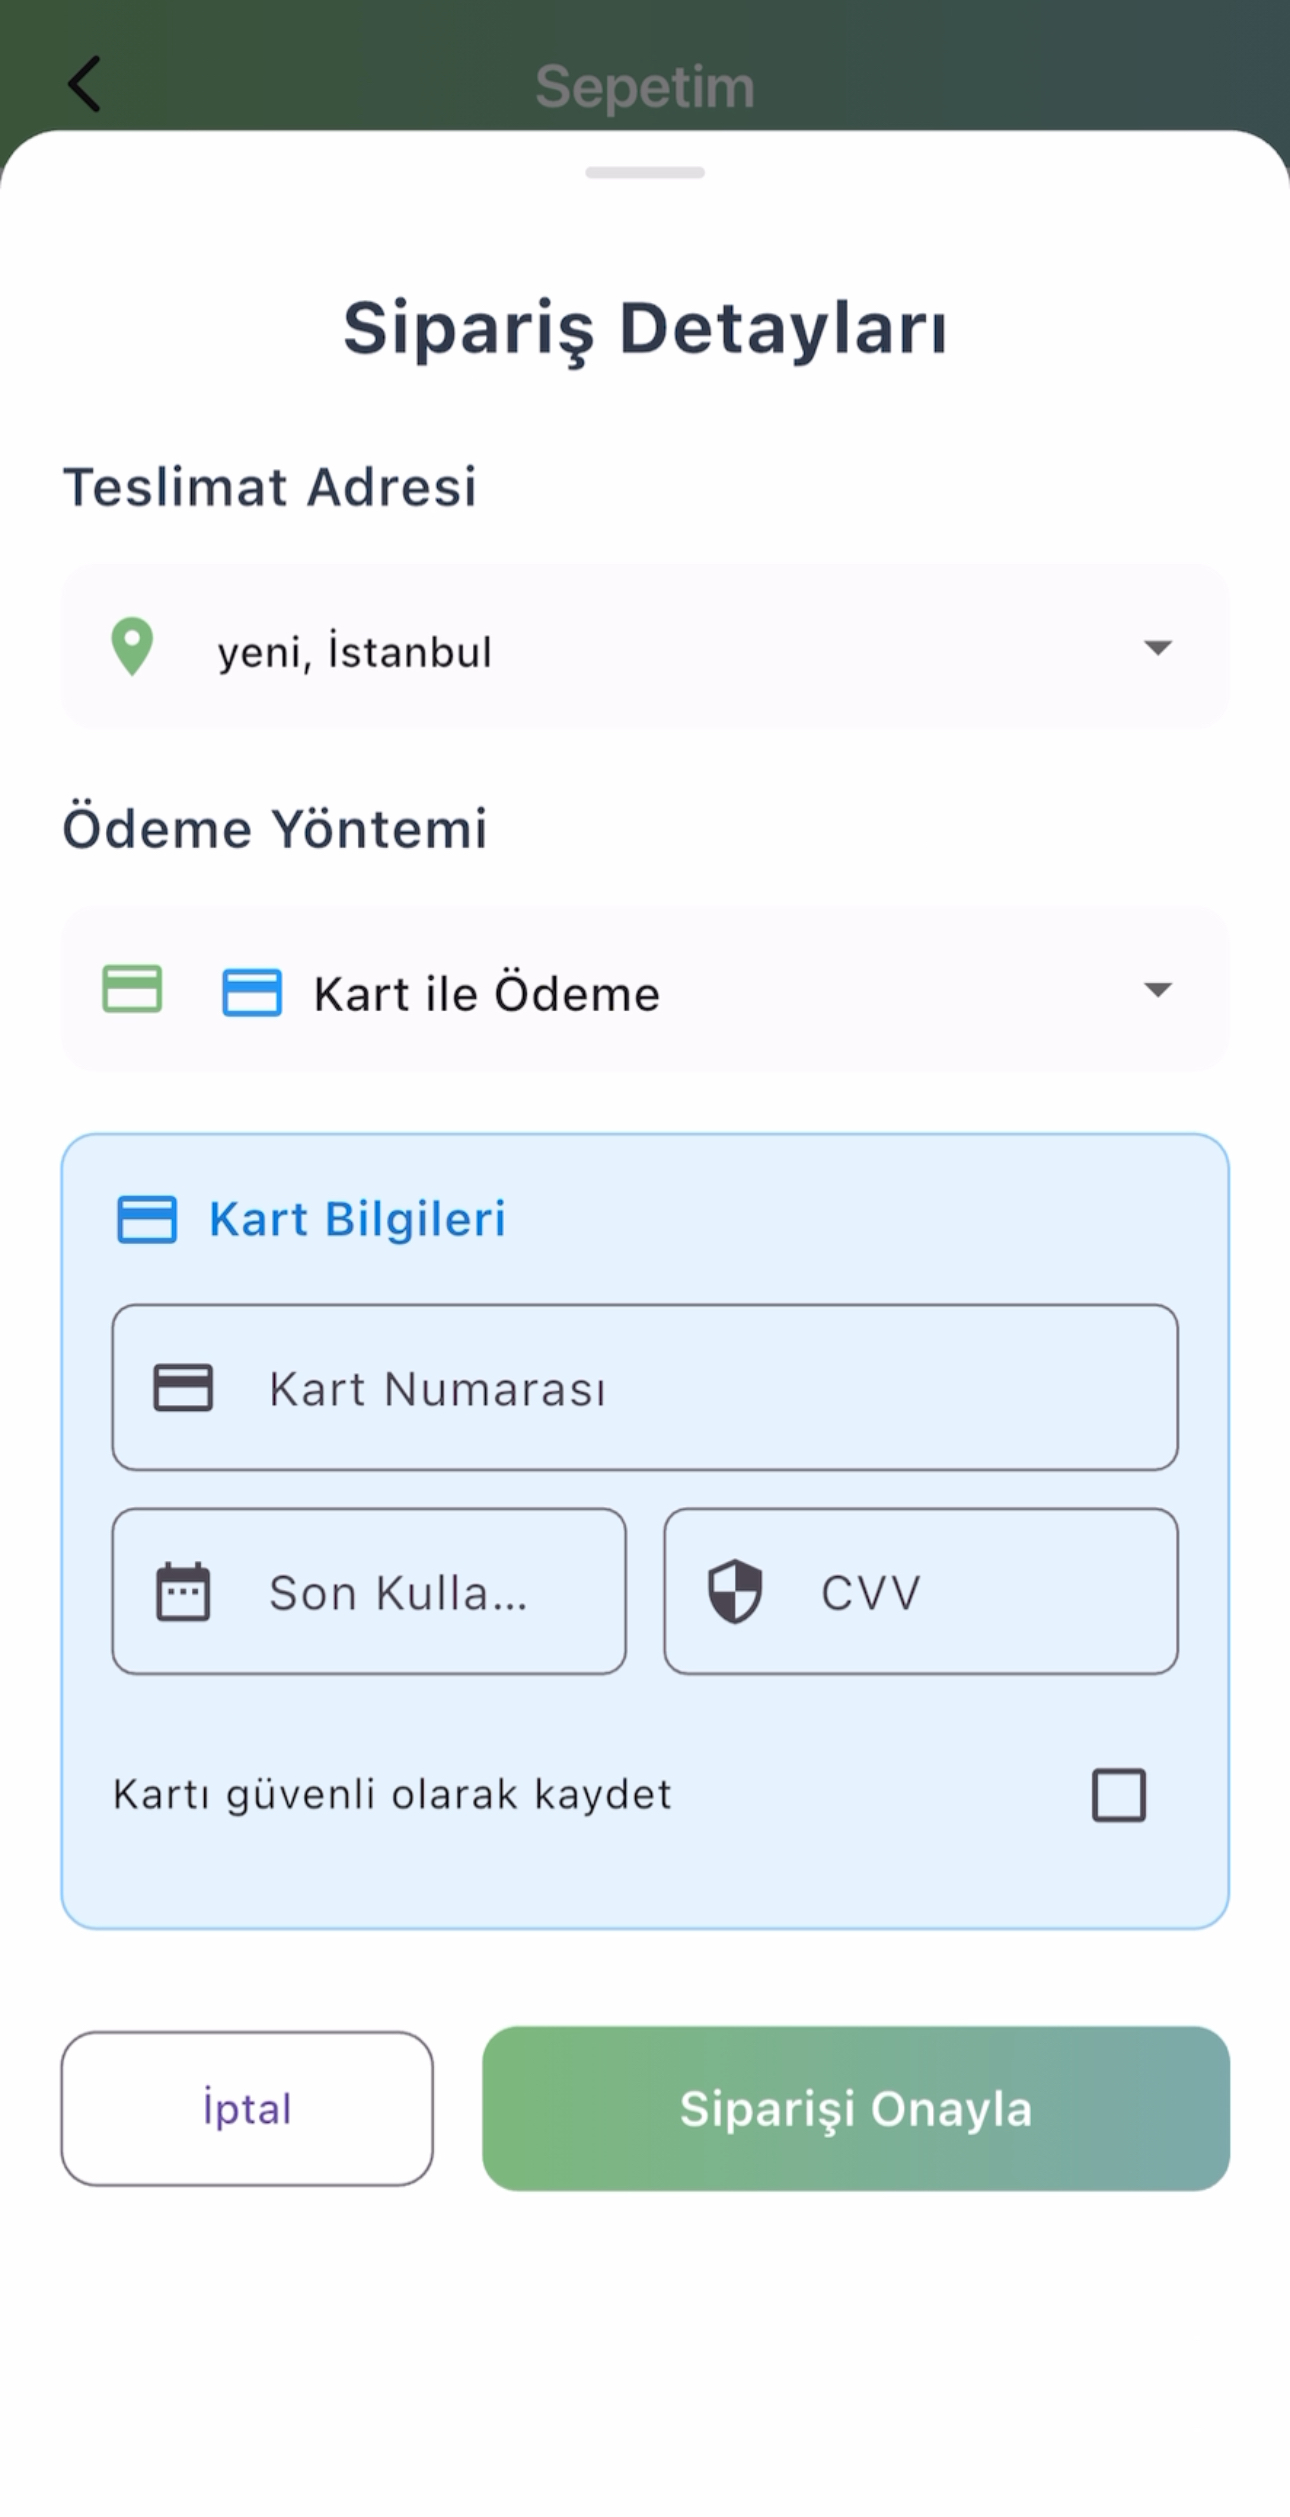 Sepetim
Sipariş Detayları
Teslimat Adresi
yeni, İstanbul
Ödeme Yöntemi
Kart ile Ödeme
Kart Bilgileri
Kart Numarası
Son Kulla...
CVV
Kartı güvenli olarak kaydet
İptal
Siparişi Onayla